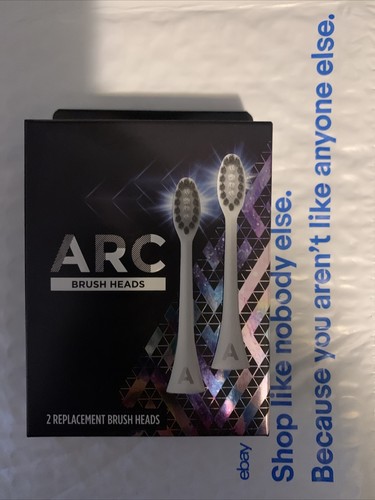 ARC
BRUSH HEADS
A
A
2 REPLACEMENT BRUSH HEADS
ebay
Shop like nobody else.
Because you aren't like anyone else.